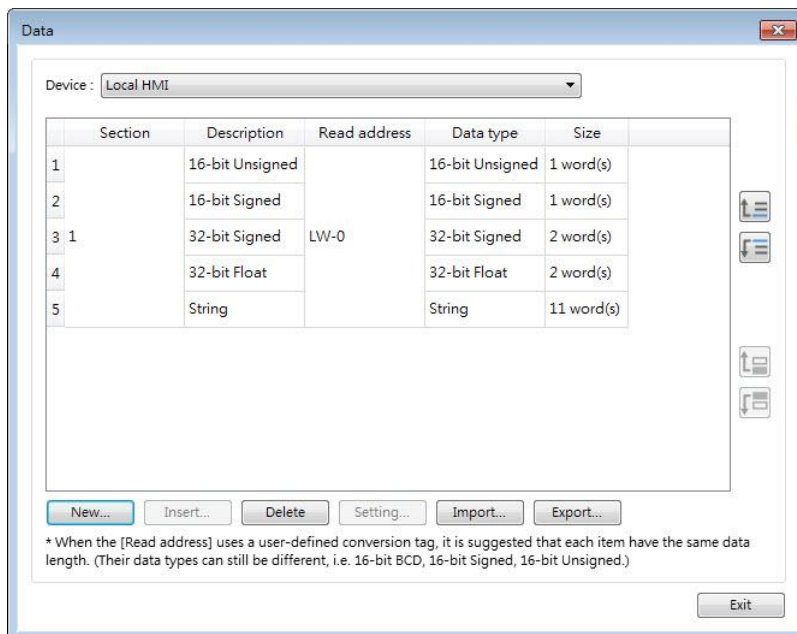 Data
Device : Local HMI
Section Description Read address Data type Size
1 16-bit Unsigned 16-bit Unsigned 1 word(s)
2 16-bit Signed 16-bit Signed 1 word(s)
3 1 32-bit Signed LW-0 32-bit Signed 2 word(s)
4 32-bit Float 32-bit Float 2 word(s)
5 String String 11 word(s)
New... Insert... Delete Setting... Import... Export...
* When the [Read address] uses a user-defined conversion tag, it is suggested that each item have the same data
length. (Their data types can still be different, i.e. 16-bit BCD, 16-bit Signed, 16-bit Unsigned.)
Exit